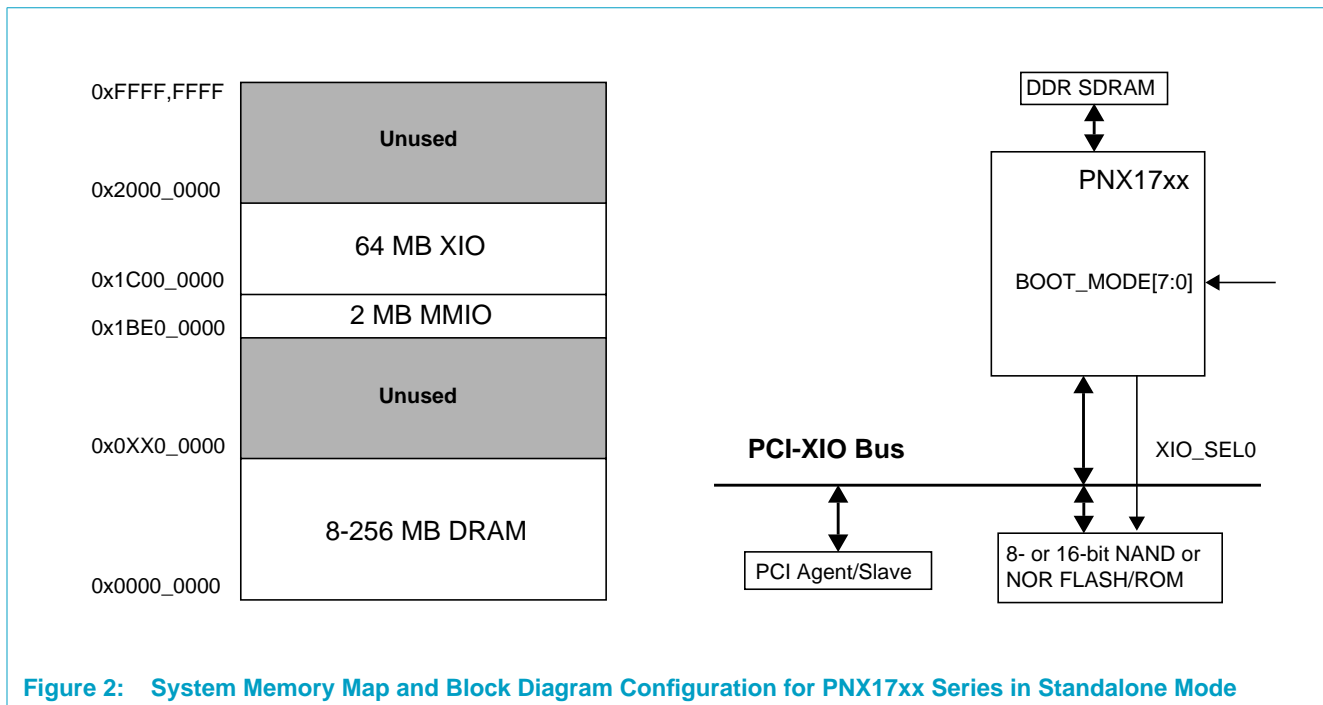 0xFFFF,FFFF
Unused
0x2000_0000
64 MB XIO
0x1C00_0000
2 MB MMIO
0x1BE0_0000
Unused
0x0XX0_0000
8-256 MB DRAM
0x0000_0000
DDR SDRAM
PNX17xx
BOOT_MODE[7:0]
PCI-XIO Bus
XIO_SEL0
PCI Agent/Slave
8- or 16-bit NAND or
NOR FLASH/ROM
Figure 2: System Memory Map and Block Diagram Configuration for PNX17xx Series in Standalone Mode